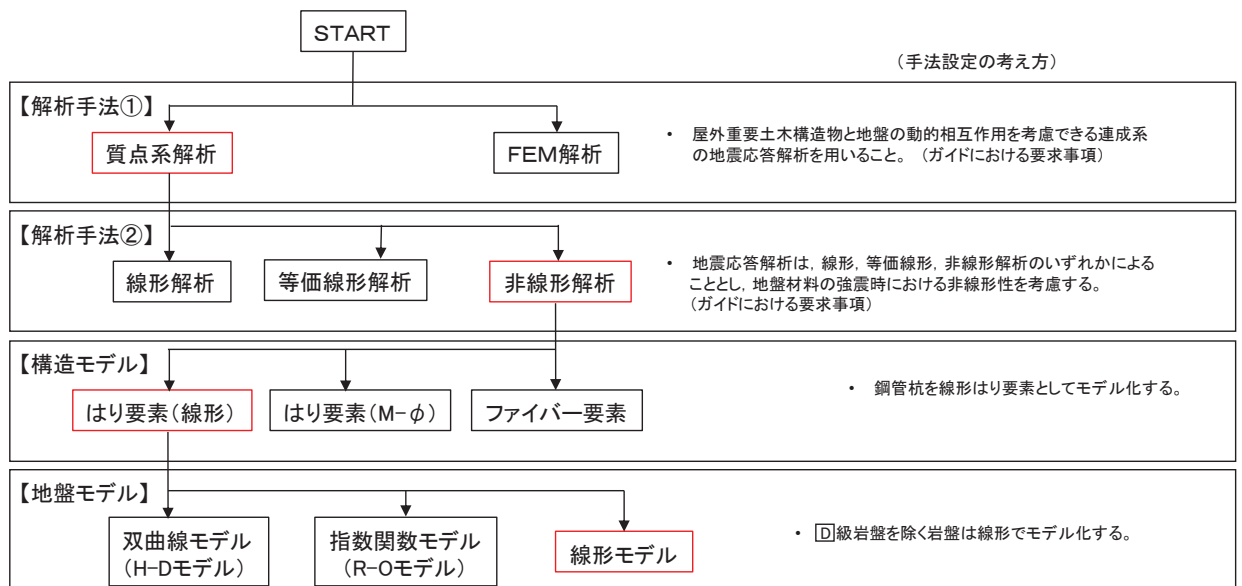 START
(手法設定の考え方)
【解析手法①】
質点系解析
FEM解析
・ 屋外重要土木構造物と地盤の動的相互作用を考慮できる連成系
の地震応答解析を用いること。 (ガイドにおける要求事項)
【解析手法②】
線形解析
等価線形解析
非線形解析
・ 地震応答解析は, 線形, 等価線形, 非線形解析のいずれかによる
こととし, 地盤材料の強震時における非線形性を考慮する。
(ガイドにおける要求事項)
【構造モデル】
はり要素(線形)
はり要素(M-φ)
ファイバー要素
・ 鋼管杭を線形はり要素としてモデル化する。
【地盤モデル】
双曲線モデル
(H-Dモデル)
指数関数モデル
(R-Oモデル)
線形モデル
・ D級岩盤を除く岩盤は線形でモデル化する。